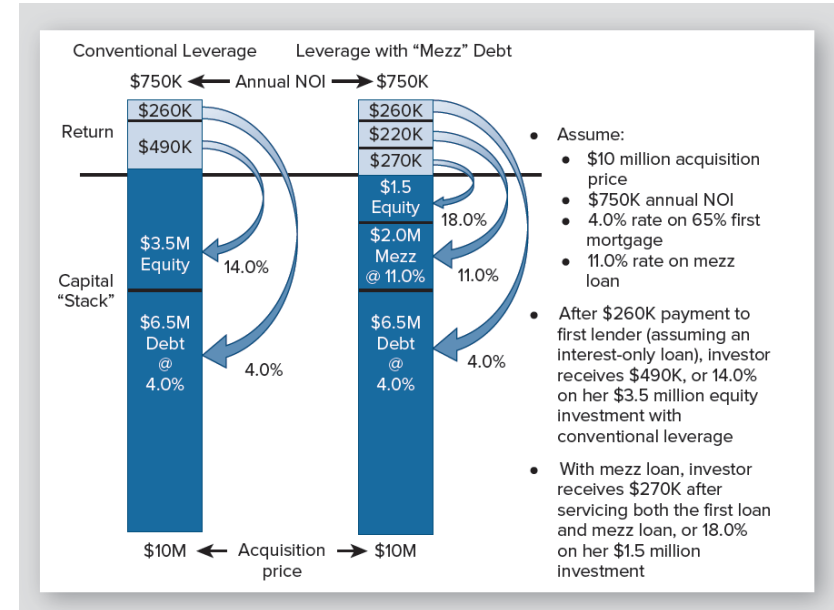 Conventional Leverage
Leverage with “Mezz” Debt
$750K
Annual NOI
$750K
Return
$260K
$490K
$260K
$220K
$270K
Capital
“Stack”
$3.5M
Equity
14.0%
$6.5M
Debt
@
4.0%
4.0%
$1.5
Equity
18.0%
$2.0M
Mezz
@ 11.0%
11.0%
$6.5M
Debt
@
4.0%
4.0%
$10M
Acquisition
price
$10M
• Assume:
• $10 million acquisition
price
• $750K annual NOI
• 4.0% rate on 65% first
mortgage
• 11.0% rate on mezz
loan
• After $260K payment to
first lender (assuming an
interest-only loan), investor
receives $490K, or 14.0%
on her $3.5 million equity
investment with
conventional leverage
• With mezz loan, investor
receives $270K after
servicing both the first loan
and mezz loan, or 18.0%
on her $1.5 million
investment